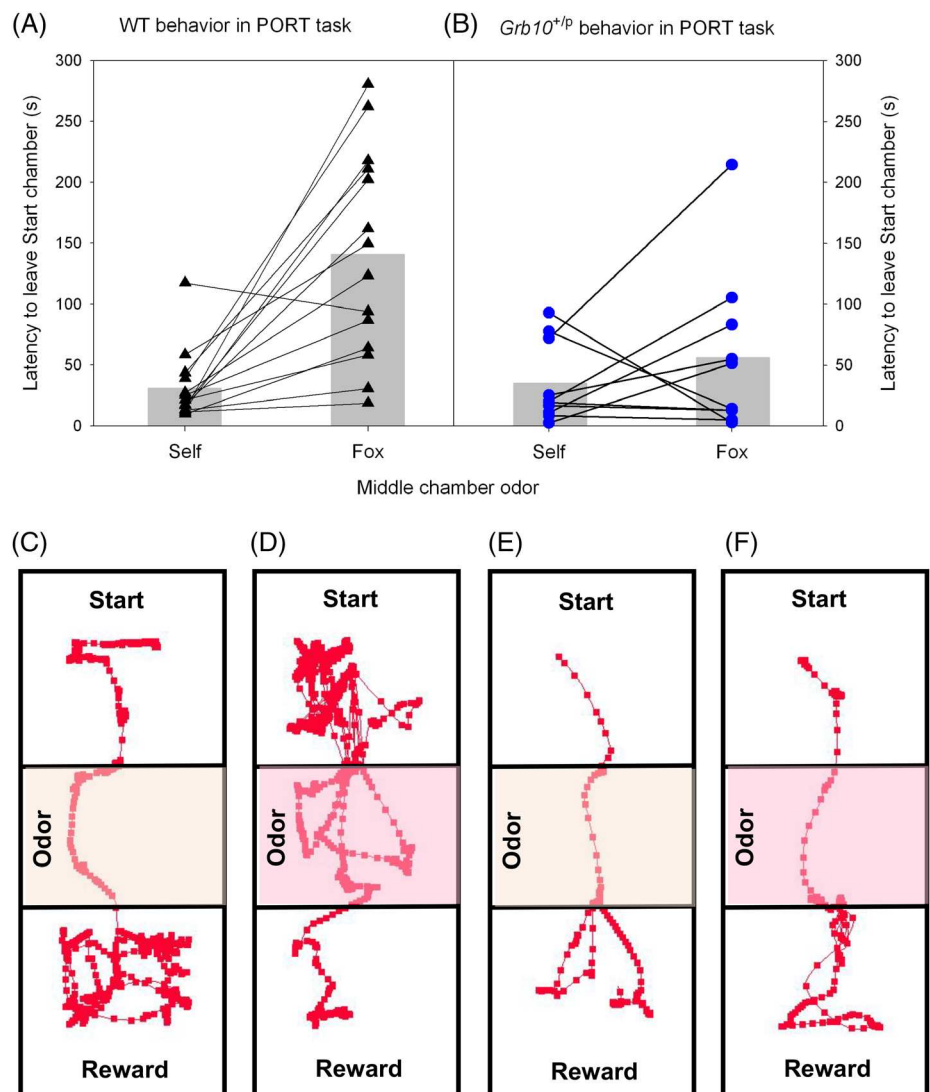 (A) WT behavior in PORT task
(B) Grb10+/p behavior in PORT task
Latency to leave Start chamber (s)
300
250
200
150
100
50
0
Self Fox
Self Fox
300
250
200
150
100
50
0
Latency to leave Start chamber (s)
Middle chamber odor
(C) (D) (E) (F)
Start Start Start Start
Odor Odor Odor Odor
Reward Reward Reward Reward